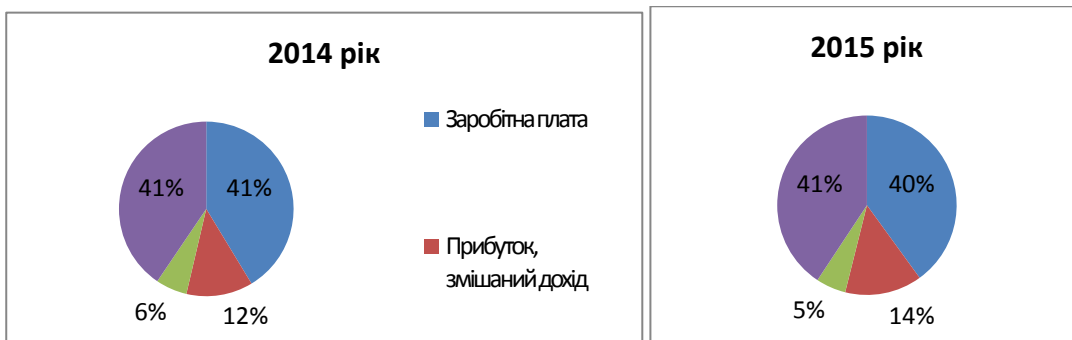 2014 рік
41%
41%
6%
12%
Заробітна плата
Прибуток,
змішаний дохід
2015 рік
41%
40%
5%
14%